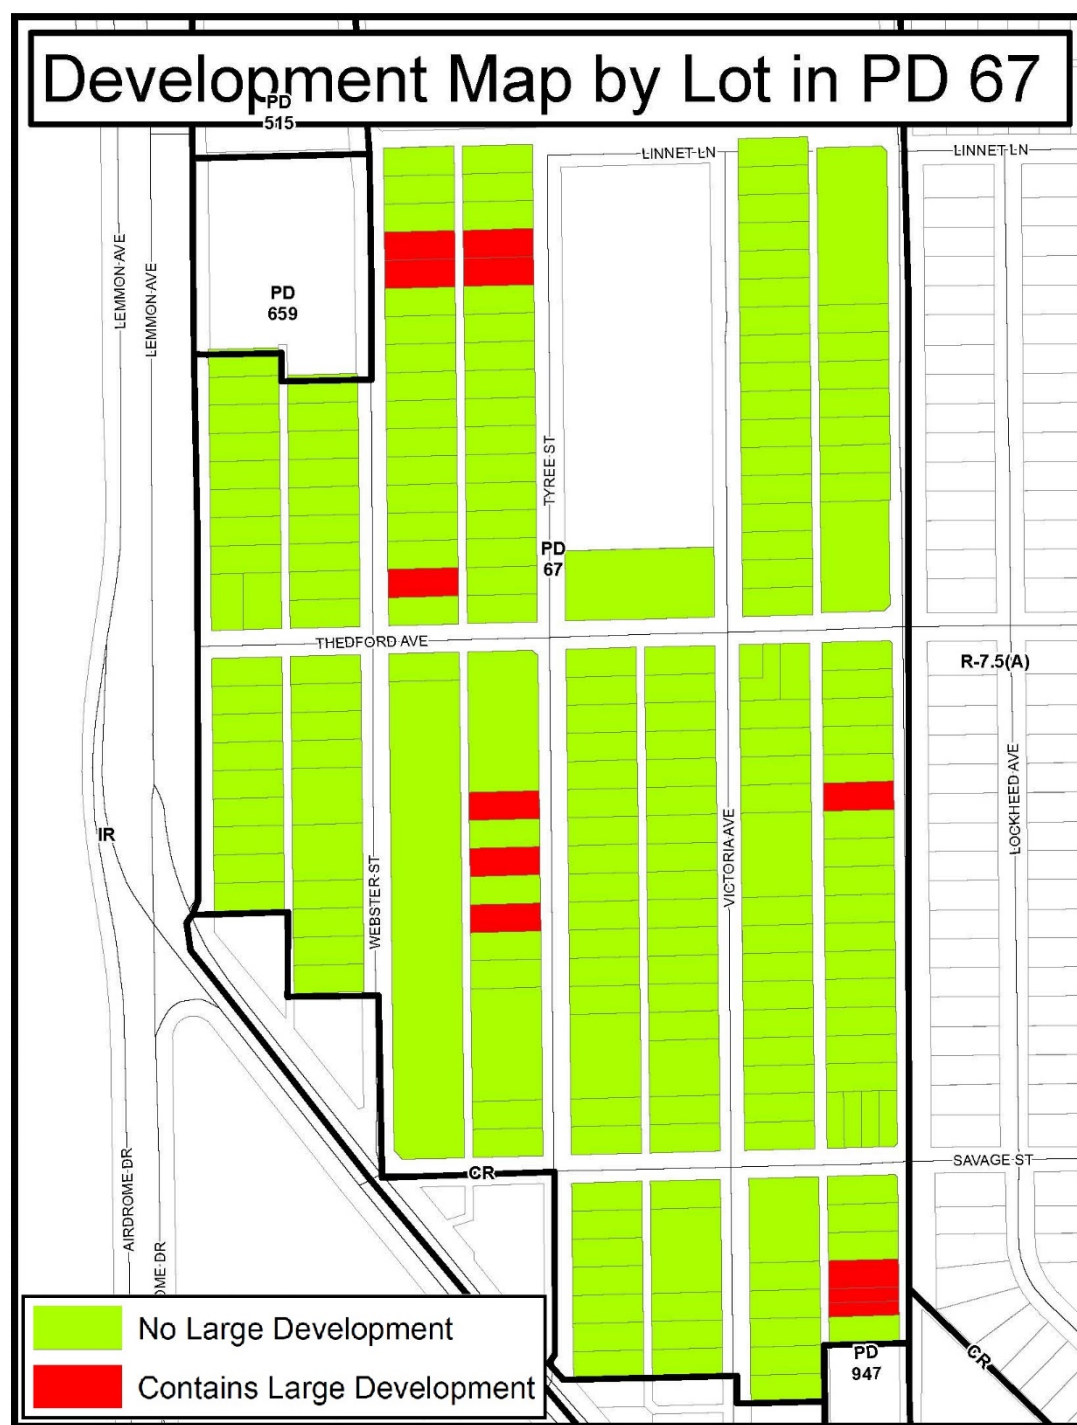 Development Map by Lot in PD 67
PD
515
LINNET LN
LINNET LN
LEMMON AVE
LEMMON AVE
PD
659
TYREE ST
PD
67
THEDFORD AVE
R-7.5(A)
LOCKHEED AVE
IR
VICTORIA AVE
WEBSTER ST
SAVAGE ST
CR
AIRDROME DR
OME DR
No Large Development
Contains Large Development
PD
947
CR